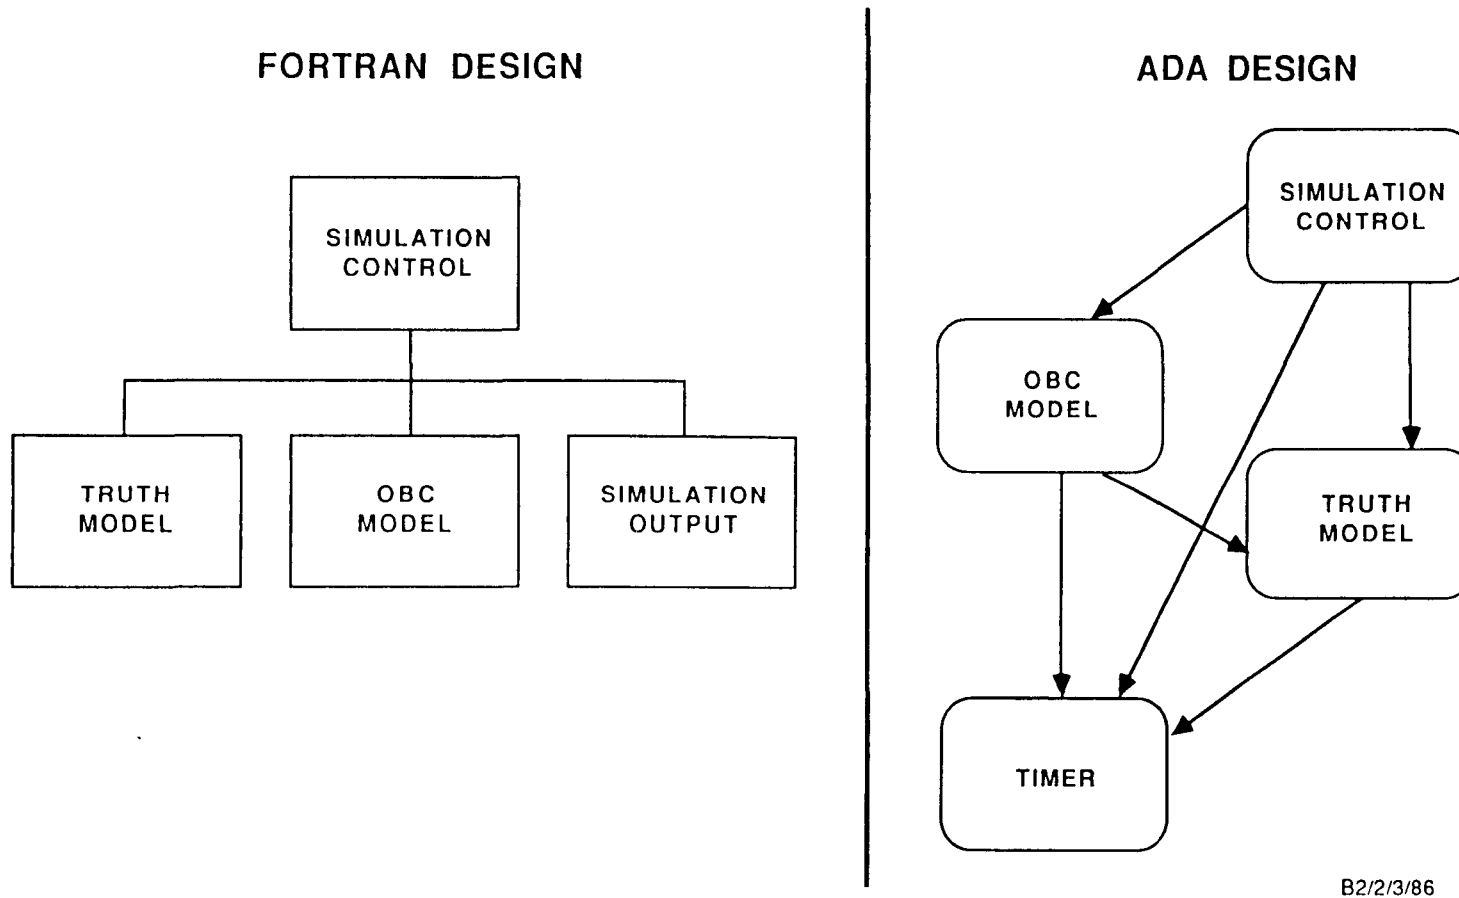 FORTRAN DESIGN
SIMULATION
CONTROL
TRUTH
MODEL
OBC
MODEL
SIMULATION
OUTPUT
ADA DESIGN
SIMULATION
CONTROL
OBC
MODEL
TRUTH
MODEL
TIMER
B2/2/3/86